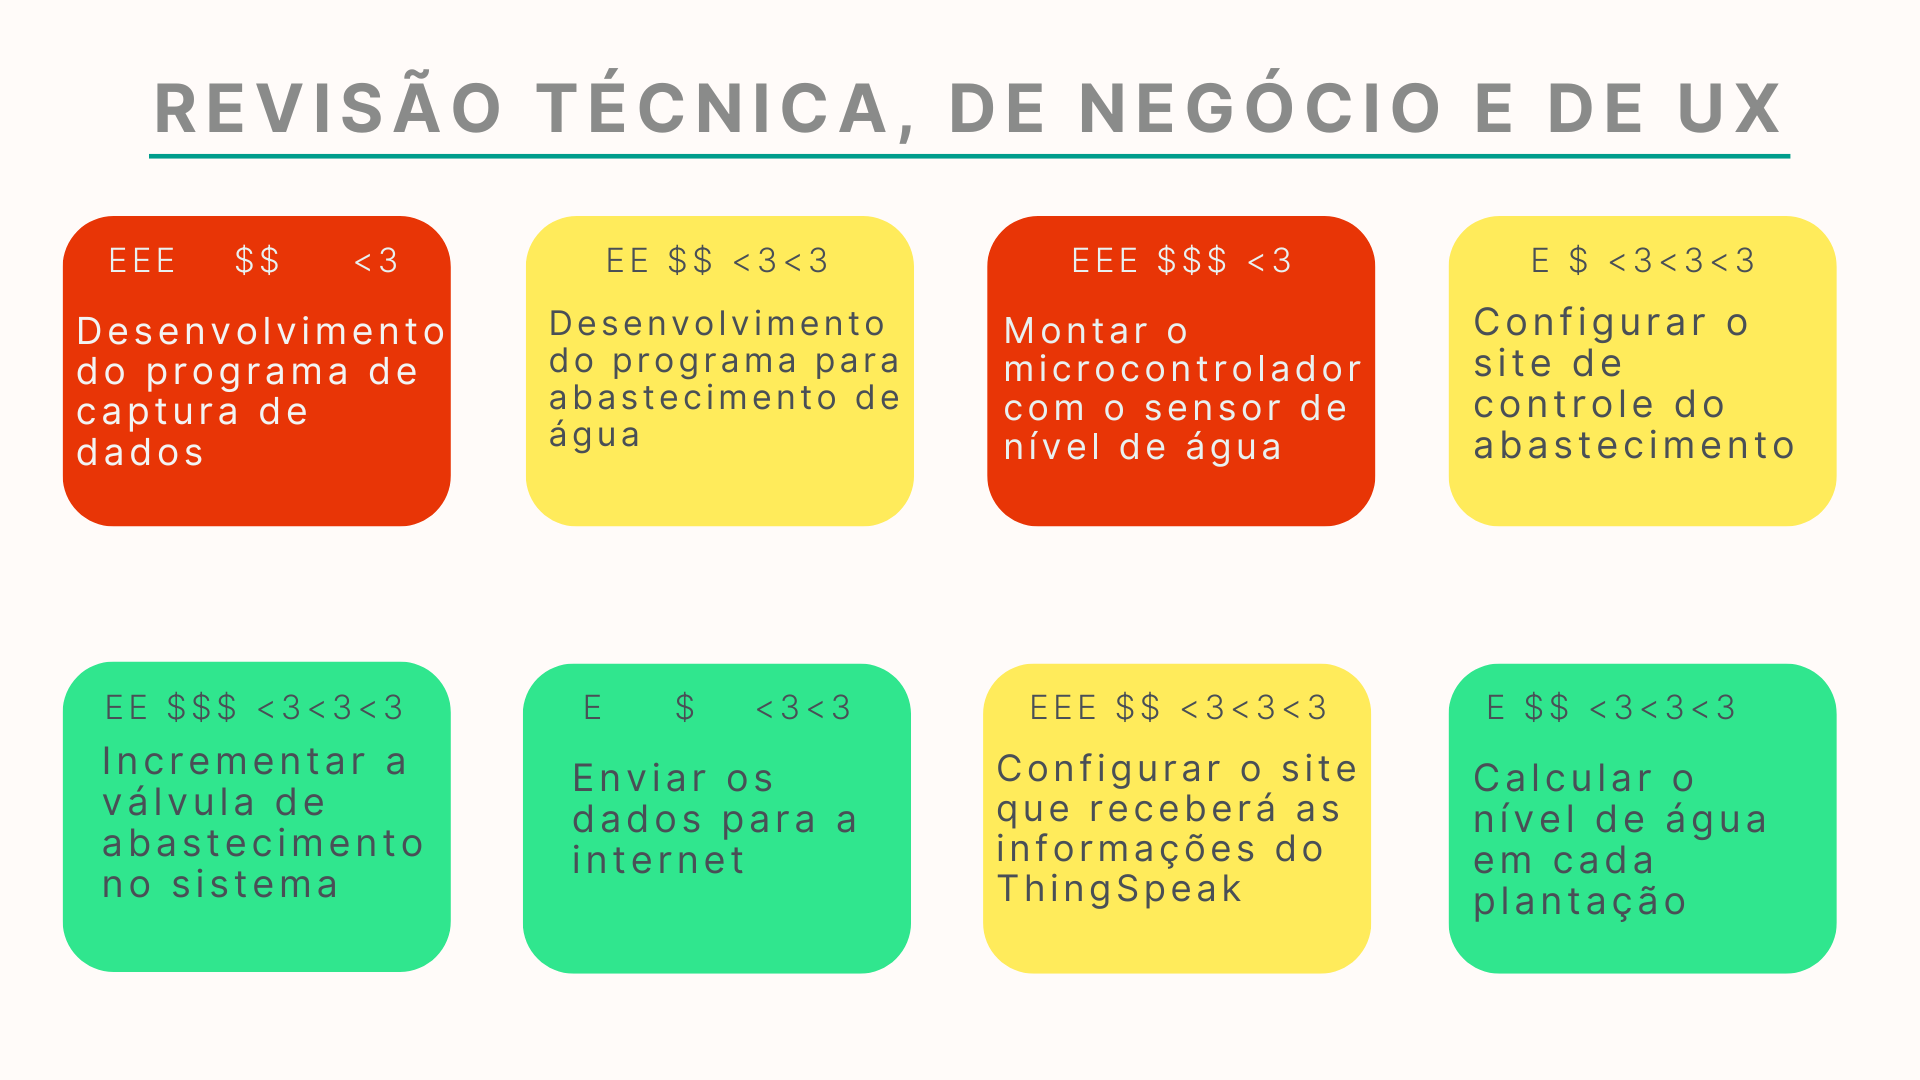 REVISÃO TÉCNICA, DE NEGÓCIO E DE UX
EEE $$ <3
Desenvolvimento
do programa de
captura de
dados
EE $$ <3<3
Desenvolvimento
do programa para
abastecimento de
água
EEE $$$ <3
Montar o
microcontrolador
com o sensor de
nível de água
E $ <3<3<3
Configurar o
site de
controle do
abastecimento
EE $$$ <3<3<3
Incrementar a
válvula de
abastecimento
no sistema
E $ <3<3
Enviar os
dados para a
internet
EEE $$ <3<3<3
Configurar o site
que receberá as
informações do
ThingSpeak
E $$ <3<3<3
Calcular o
nível de água
em cada
plantação